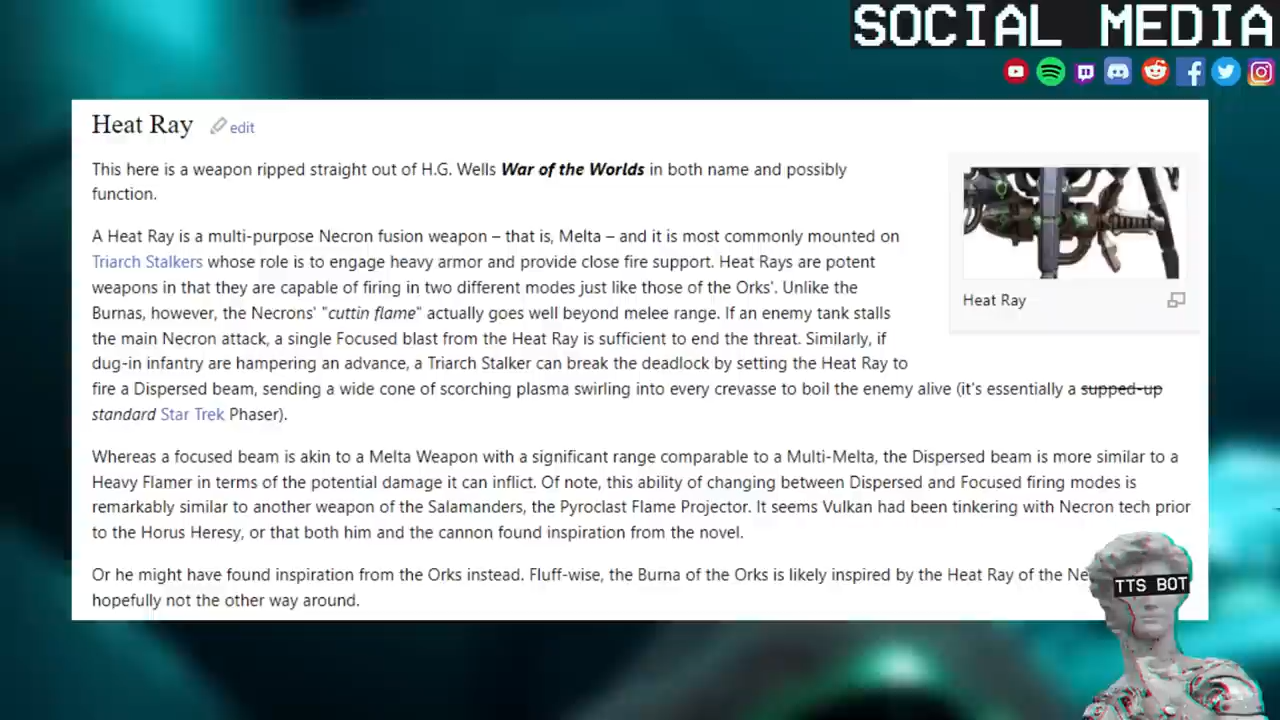 SOCIAL MEDIA
Heat Ray edit
This here is a weapon ripped straight out of H.G. Wells War of the Worlds in both name and possibly
function.
A Heat Ray is a multi-purpose Necron fusion weapon – that is, Melta – and it is most commonly mounted on
Triarch Stalkers whose role is to engage heavy armor and provide close fire support. Heat Rays are potent
weapons in that they are capable of firing in two different modes just like those of the Orks'. Unlike the
Burnas, however, the Necrons' "cuttin flame" actually goes well beyond melee range. If an enemy tank stalls
the main Necron attack, a single Focused blast from the Heat Ray is sufficient to end the threat. Similarly, if
dug-in infantry are hampering an advance, a Triarch Stalker can break the deadlock by setting the Heat Ray to
fire a Dispersed beam, sending a wide cone of scorching plasma swirling into every crevasse to boil the enemy alive (it's essentially a supped-up
standard Star Trek Phaser).
Heat Ray
Whereas a focused beam is akin to a Melta Weapon with a significant range comparable to a Multi-Melta, the Dispersed beam is more similar to a
Heavy Flamer in terms of the potential damage it can inflict. Of note, this ability of changing between Dispersed and Focused firing modes is
remarkably similar to another weapon of the Salamanders, the Pyroclast Flame Projector. It seems Vulkan had been tinkering with Necron tech prior
to the Horus Heresy, or that both him and the cannon found inspiration from the novel.
Or he might have found inspiration from the Orks instead. Fluff-wise, the Burna of the Orks is likely inspired by the Heat Ray of the
hopefully not the other way around.
TTS BOT